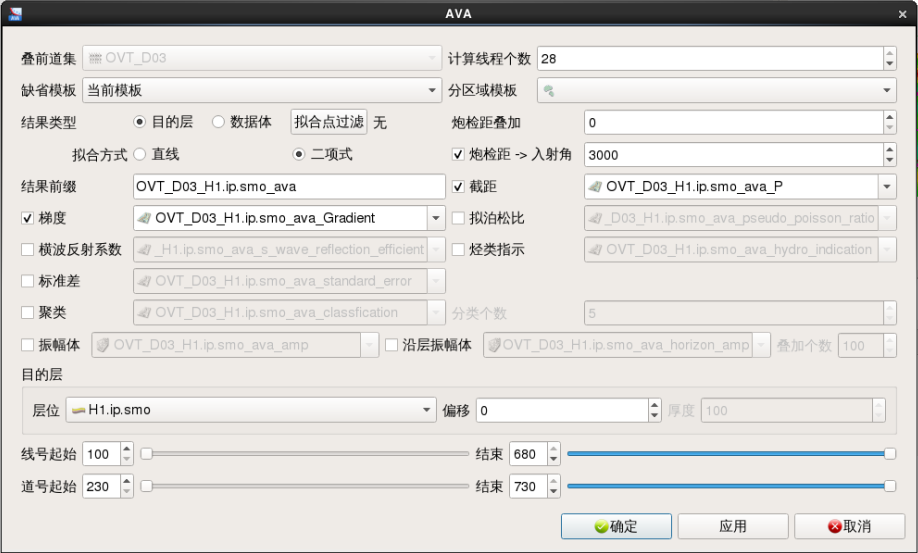 AVA
叠前道集 OVT_D03 计算线程个数 28
缺省模板 当前模板 分区域模板
结果类型 目的层 数据体 拟合点过滤 无 炮检距叠加 0
拟合方式 直线 二项式 炮检距 -> 入射角 3000
结果前缀 OVT_D03_H1.ip.smo_ava 截距 OVT_D03_H1.ip.smo_ava_P
梯度 OVT_D03_H1.ip.smo_ava_Gradient 拟泊松比 _D03_H1.ip.smo_ava_pseudo_poisson_ratio
横波反射系数 _H1.ip.smo_ava_s_wave_reflection_efficient 烃类指示 OVT_D03_H1.ip.smo_ava_hydro_indication
标准差 OVT_D03_H1.ip.smo_ava_standard_error
聚类 OVT_D03_H1.ip.smo_ava_classfication 分类个数 5
振幅体 OVT_D03_H1.ip.smo_ava_amp 沿层振幅体 OVT_D03_H1.ip.smo_ava_horizon_amp 叠加个数 100
目的层
层位 H1.ip.smo 偏移 0 厚度 100
线号起始 100 结束 680
道号起始 230 结束 730
确定 应用 取消